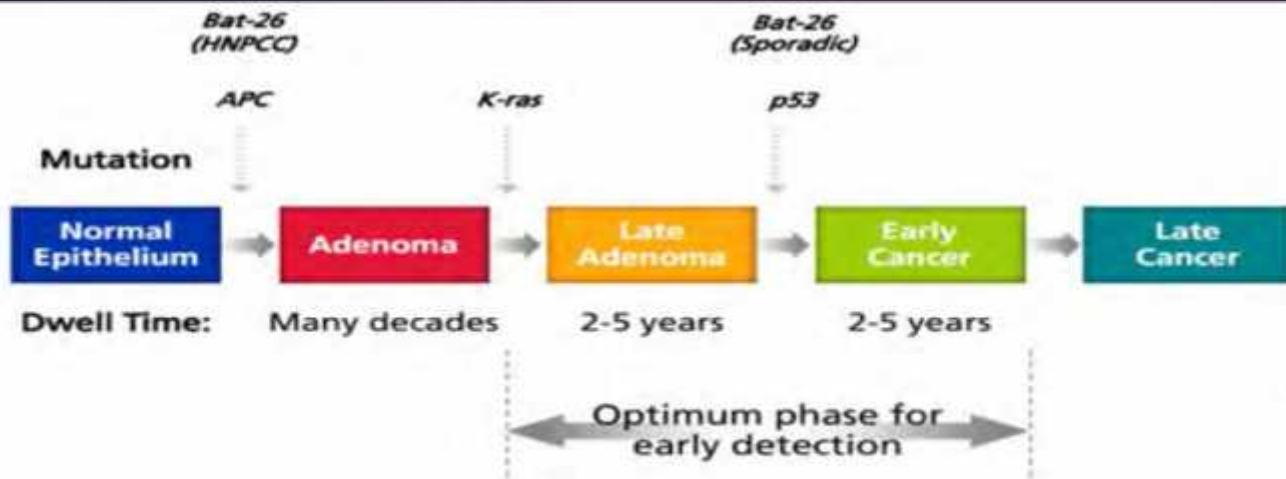 Bat-26
(HNPCC)
Bat-26
(Sporadic)
APC
K-ras
p53
Mutation
Normal
Epithelium
Adenoma
Late
Adenoma
Early
Cancer
Late
Cancer
Dwell Time:
Many decades
2-5 years
2-5 years
Optimum phase for
early detection